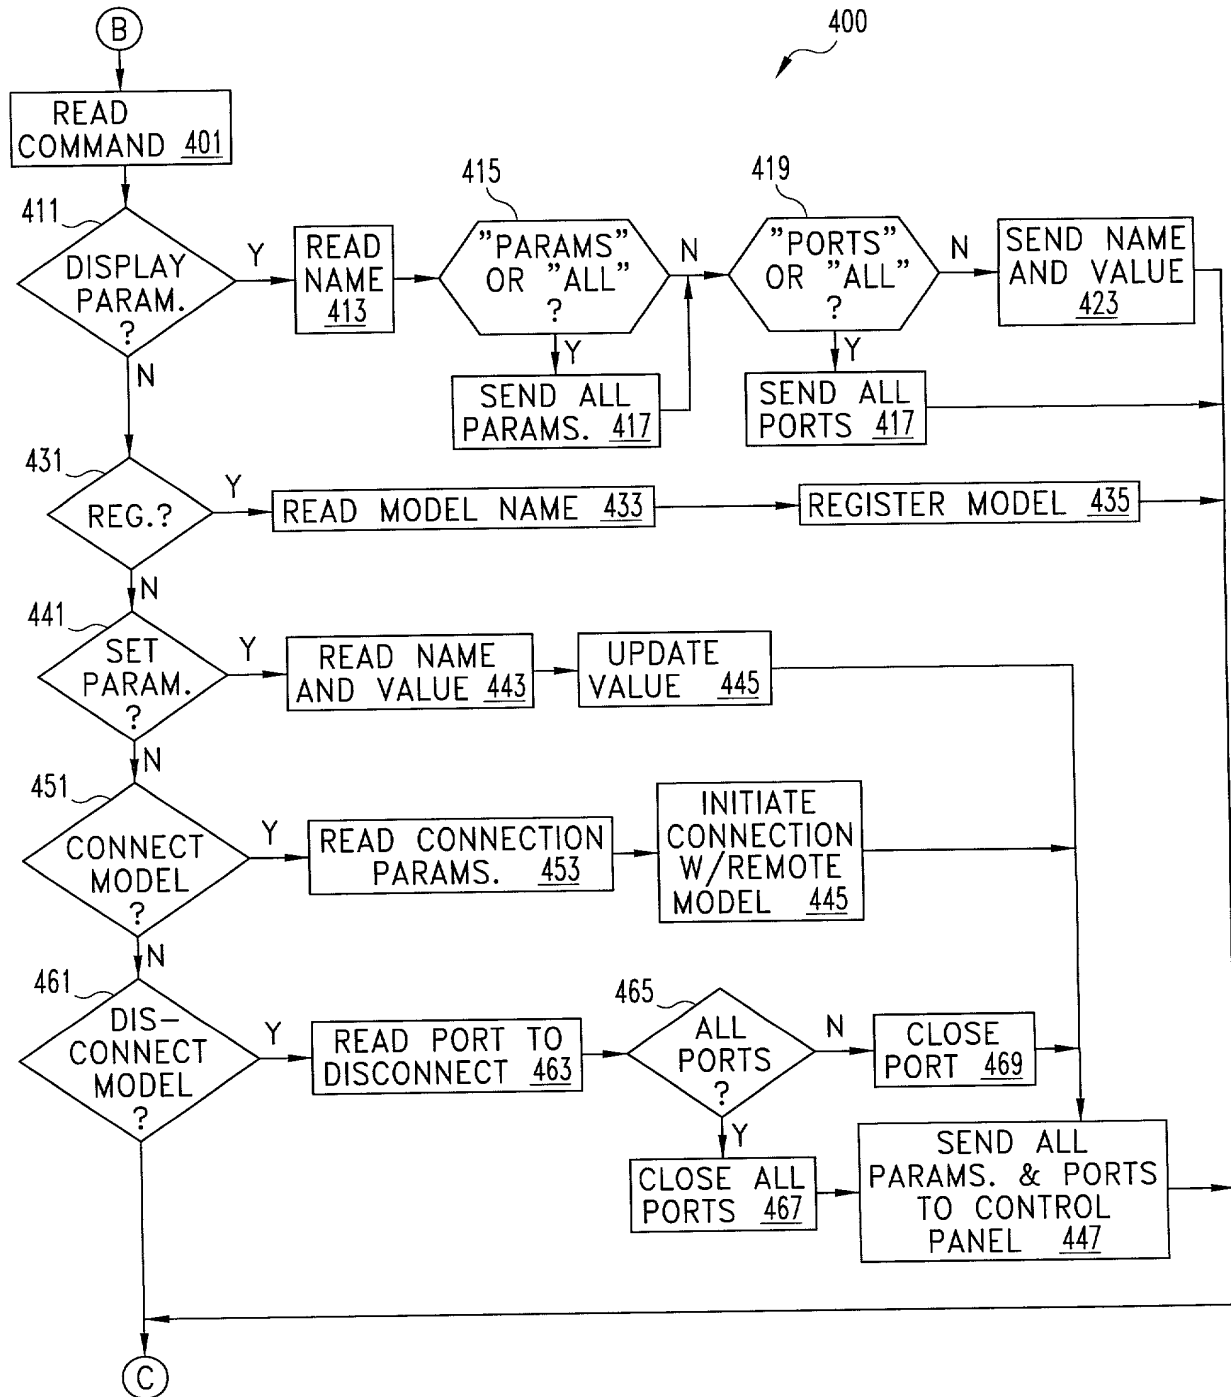 B
400
READ
COMMAND 401
411
DISPLAY
PARAM.
?
Y
N
READ
NAME
413
415
"PARAMS"
OR "ALL"
?
N
Y
SEND ALL
PARAMS. 417
419
"PORTS"
OR "ALL"
?
N
Y
SEND ALL
PORTS 417
SEND NAME
AND VALUE
423
431
REG.?
Y
N
READ MODEL NAME 433
REGISTER MODEL 435
441
SET
PARAM.
?
Y
N
READ NAME
AND VALUE 443
UPDATE
VALUE 445
451
CONNECT
MODEL
?
Y
N
READ CONNECTION
PARAMS. 453
INITIATE
CONNECTION
W/REMOTE
MODEL 445
461
DIS-
CONNECT
MODEL
?
Y
READ PORT TO
DISCONNECT 463
465
ALL
PORTS
?
N
Y
CLOSE
PORT 469
CLOSE ALL
PORTS 467
SEND ALL
PARAMS. & PORTS
TO CONTROL
PANEL 447
C